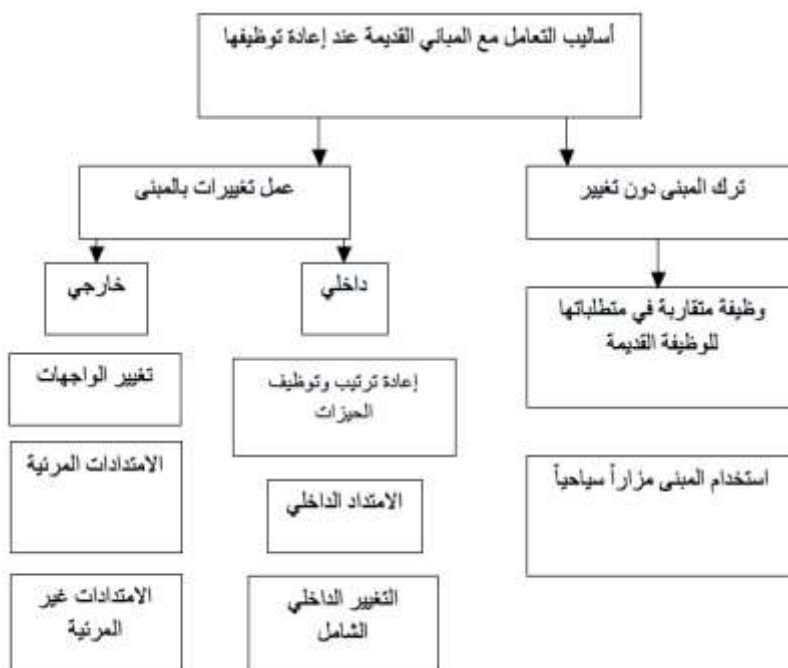 أساليب التعامل مع المباني القديمة عند إعادة توظيفها
ترك المبنى دون تغيير
عمل تغييرات بالمبنى
وظيفة متقاربة في متطلباتها
للوظيفة القديمة
استخدام المبنى مزاراً سياحياً
داخلي
إعادة ترتيب وتوظيف
الحيزات
الامتداد الداخلي
التغيير الداخلي
الشامل
خارجي
تغيير الواجهات
الامتدادات المرئية
الامتدادات غير
المرئية